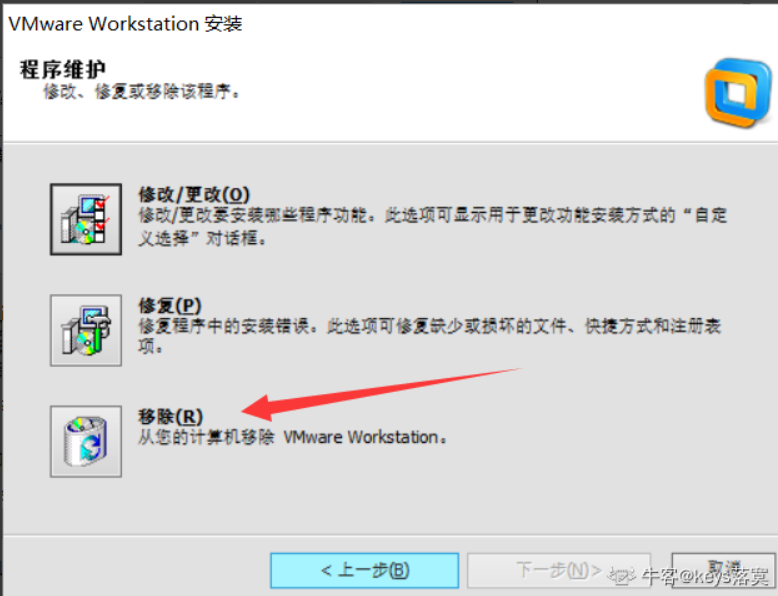 VMware Workstation 安装
程序维护
修改、修复或移除该程序。
修改/更改(O)
修改/更改要安装哪些程序功能。此选项可显示用于更改功能安装方式的“自定
义选择”对话框。
修复(P)
修复程序中的安装错误。此选项可修复缺少或损坏的文件、快捷方式和注册表
项。
移除(R)
从您的计算机移除 VMware Workstation。
< 上一步(B)
下一步(N) >
取消
牛客@keys落寞